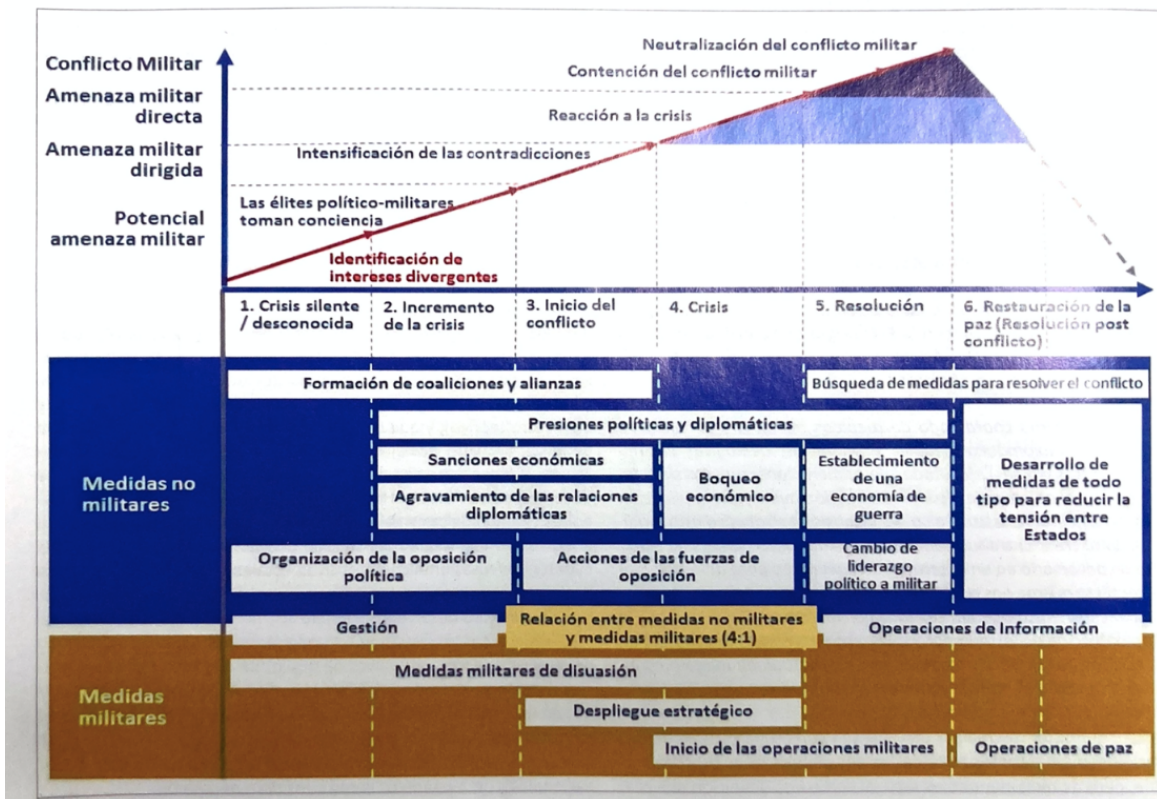 Neutralización del conflicto militar
Conflicto Militar
Contención del conflicto militar
Amenaza militar
directa
Reacción a la crisis
Amenaza militar
dirigida
Intensificación de las contradicciones
Las élites político-militares
toman conciencia
Potencial
amenaza militar
Identificación de
intereses divergentes
1. Crisis silente
/ desconocida
2. Incremento
de la crisis
3. Inicio del
conflicto
4. Crisis
5. Resolución
6. Restauración de la
paz (Resolución post
conflicto)
Medidas no
militares
Formación de coaliciones y alianzas
Búsqueda de medidas para resolver el conflicto
Presiones políticas y diplomáticas
Sanciones económicas
Agravamiento de las relaciones
diplomáticas
Boqueo
económico
Establecimiento
de una
economía de
guerra
Desarrollo de
medidas de todo
tipo para reducir la
tensión entre
Estados
Organización de la oposición
política
Acciones de las fuerzas de
oposición
Cambio de
liderazgo
político a militar
Gestión
Relación entre medidas no militares
y medidas militares (4:1)
Operaciones de Información
Medidas
militares
Medidas militares de disuasión
Despliegue estratégico
Inicio de las operaciones militares
Operaciones de paz